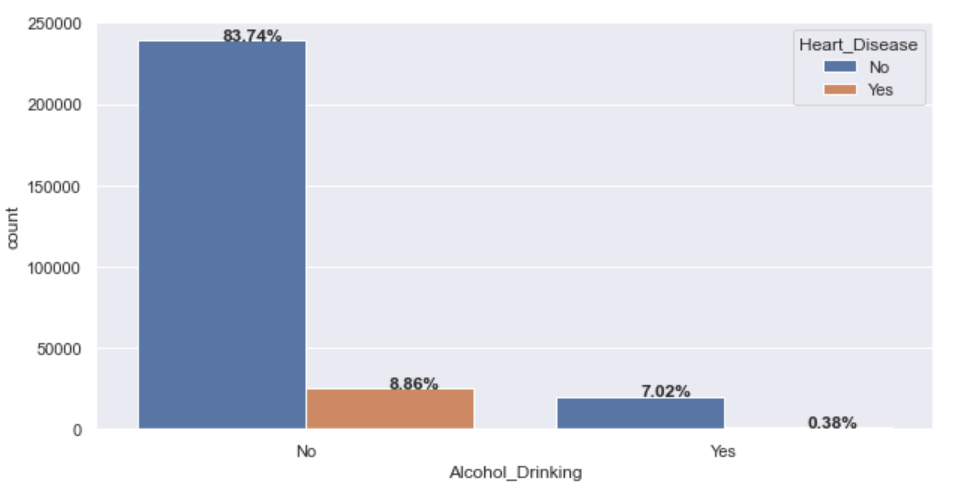 250000
200000
150000
100000
50000
0
count
83.74%
8.86%
7.02%
0.38%
Heart_Disease
No
Yes
No
Yes
Alcohol_Drinking